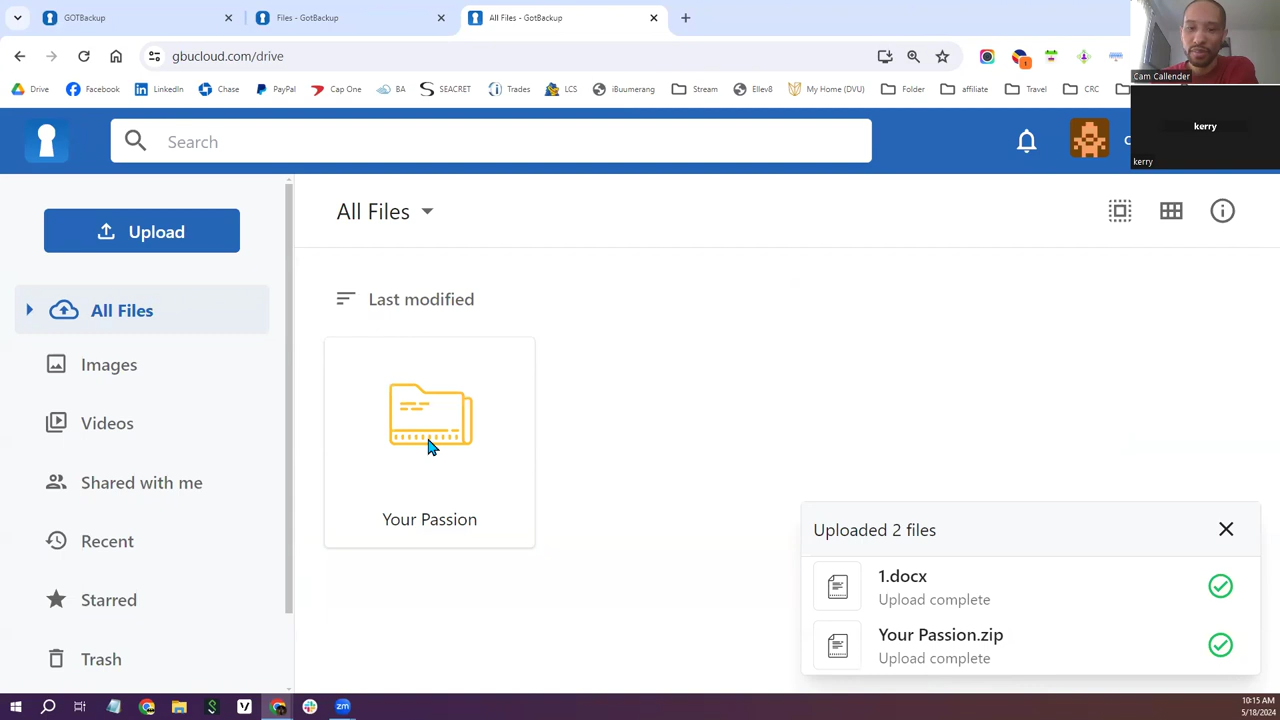 GOTBackup
Files - GotBackup
All Files - GotBackup
gbucloud.com/drive
1
Cam Callender
Drive
Facebook
LinkedIn
Chase
PayPal
Cap One
SEACRET
Trades
LCS
iBuumerang
Stream
Ellev8
My Home (DVU)
Folder
affiliate
Travel
CRC
BA
kerry
kerry
Search
C
Upload
All Files
Images
Videos
Shared with me
Recent
Starred
Trash
All Files
Last modified
Your Passion
Uploaded 2 files
1.docx
Upload complete
Your Passion.zip
Upload complete
10:15 AM
5/18/2024